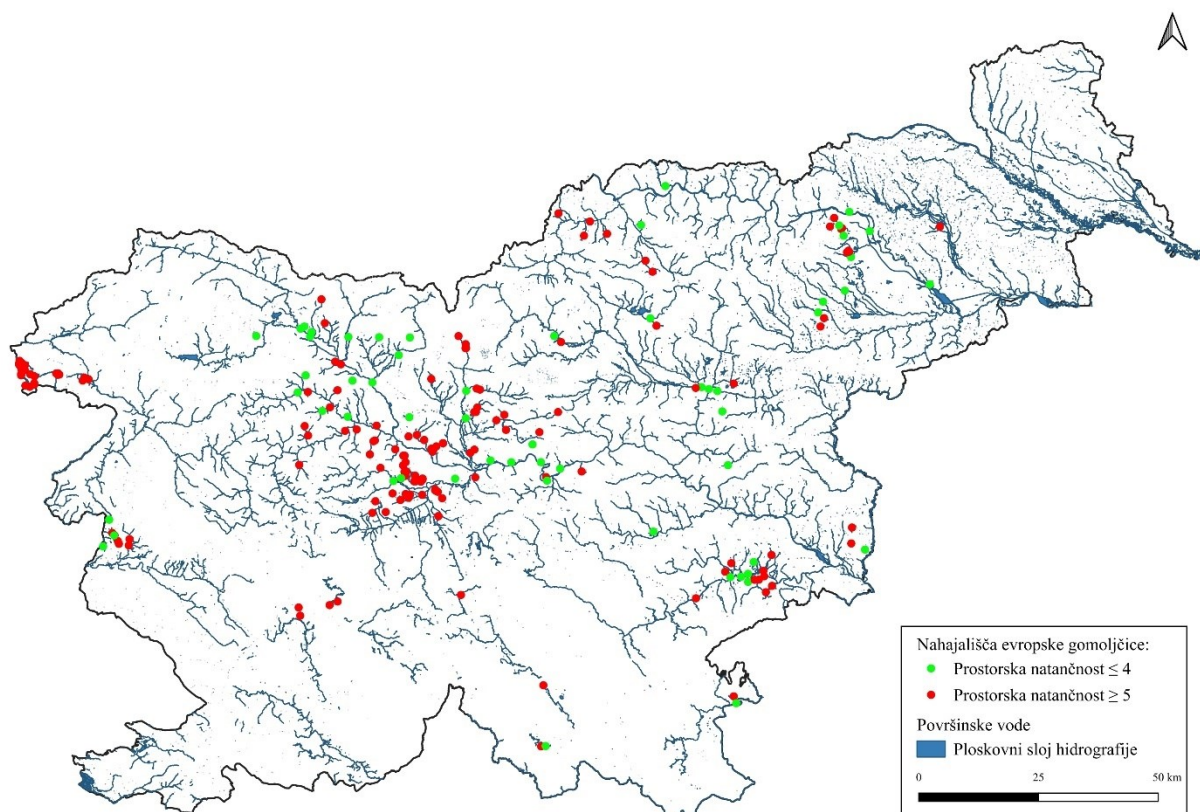 Nahajališča evropske gomoljčice:
Prostorska natančnost ≤ 4
Prostorska natančnost ≥ 5
Površinske vode
Ploskovni sloj hidrografije
0 25 50 km